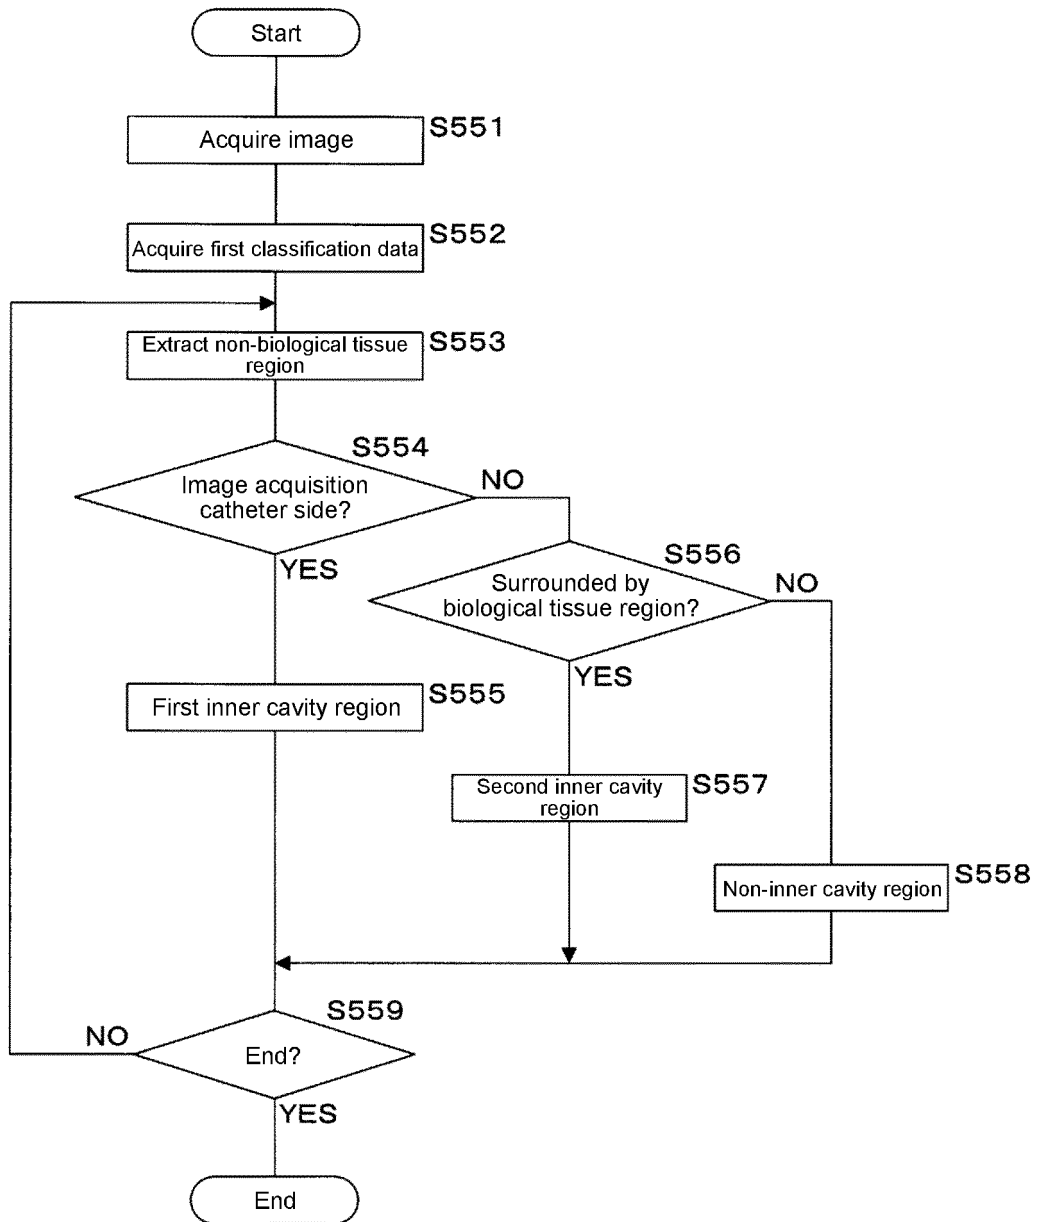 Start
Acquire image
S551
Acquire first classification data
S552
Extract non-biological tissue
region
S553
S554
Image acquisition
catheter side?
NO
YES
S556
Surrounded by
biological tissue region?
NO
YES
First inner cavity region
S555
Second inner cavity
region
S557
Non-inner cavity region
S558
S559
End?
NO
YES
End